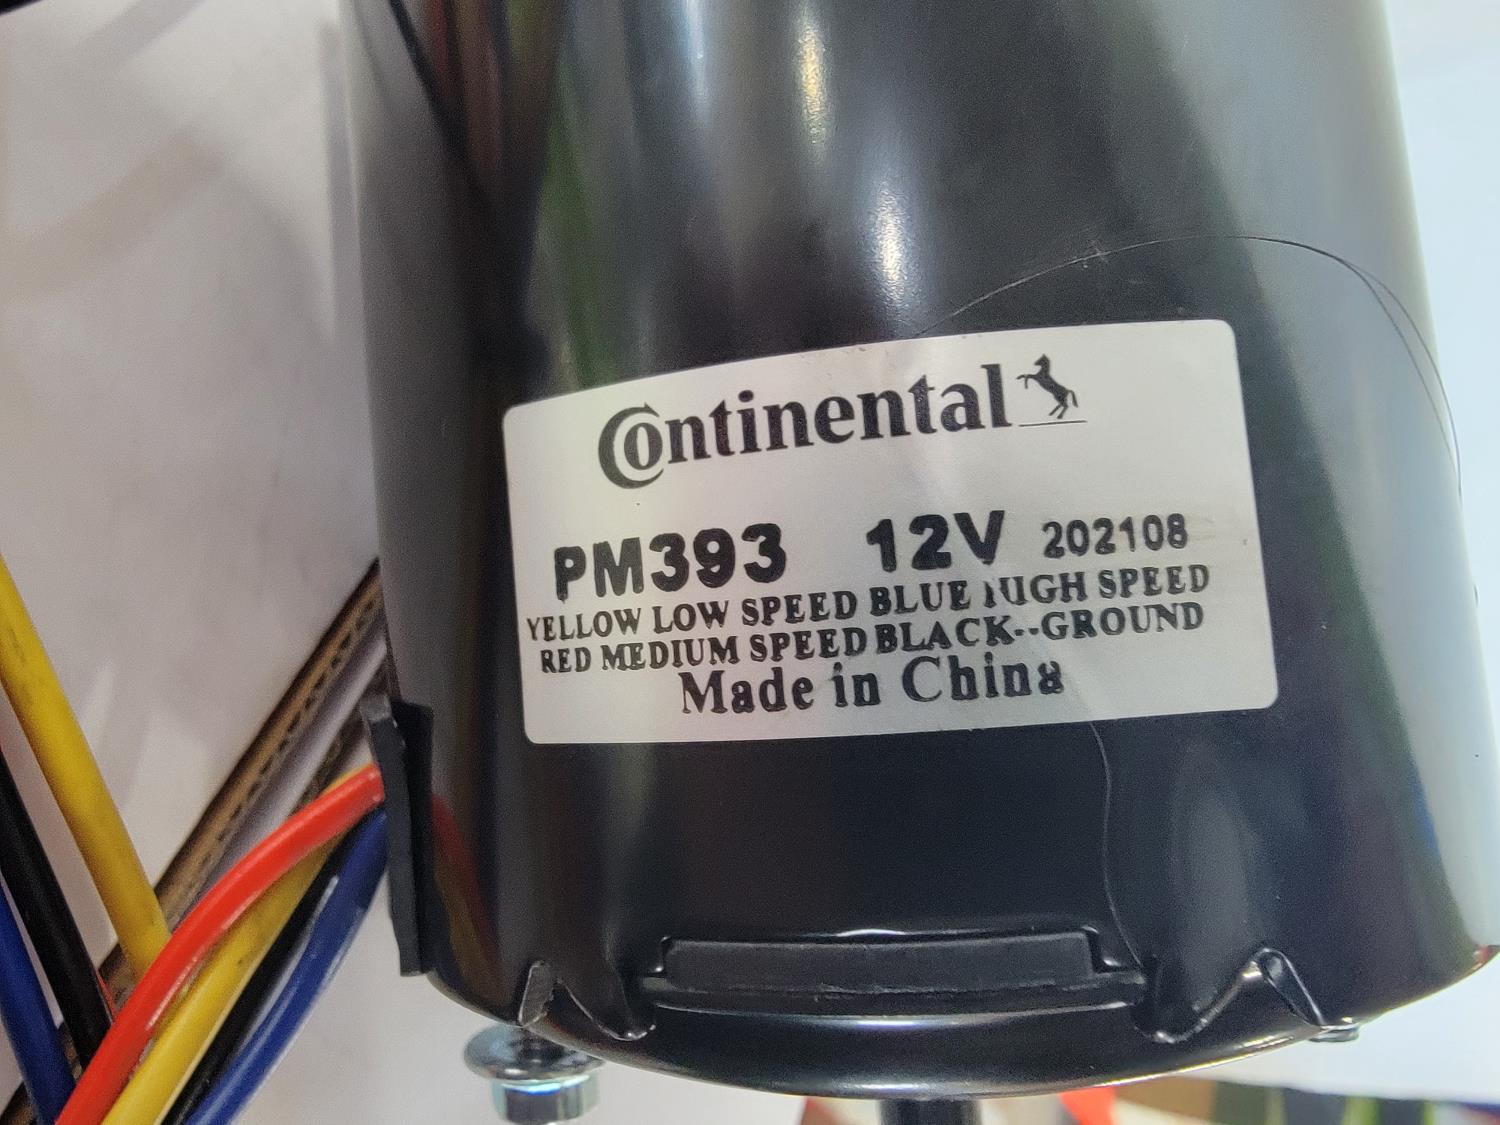 Continental
PM393 12V 202108
YELLOW LOW SPEED BLUE HIGH SPEED
RED MEDIUM SPEED BLACK--GROUND
Made in China